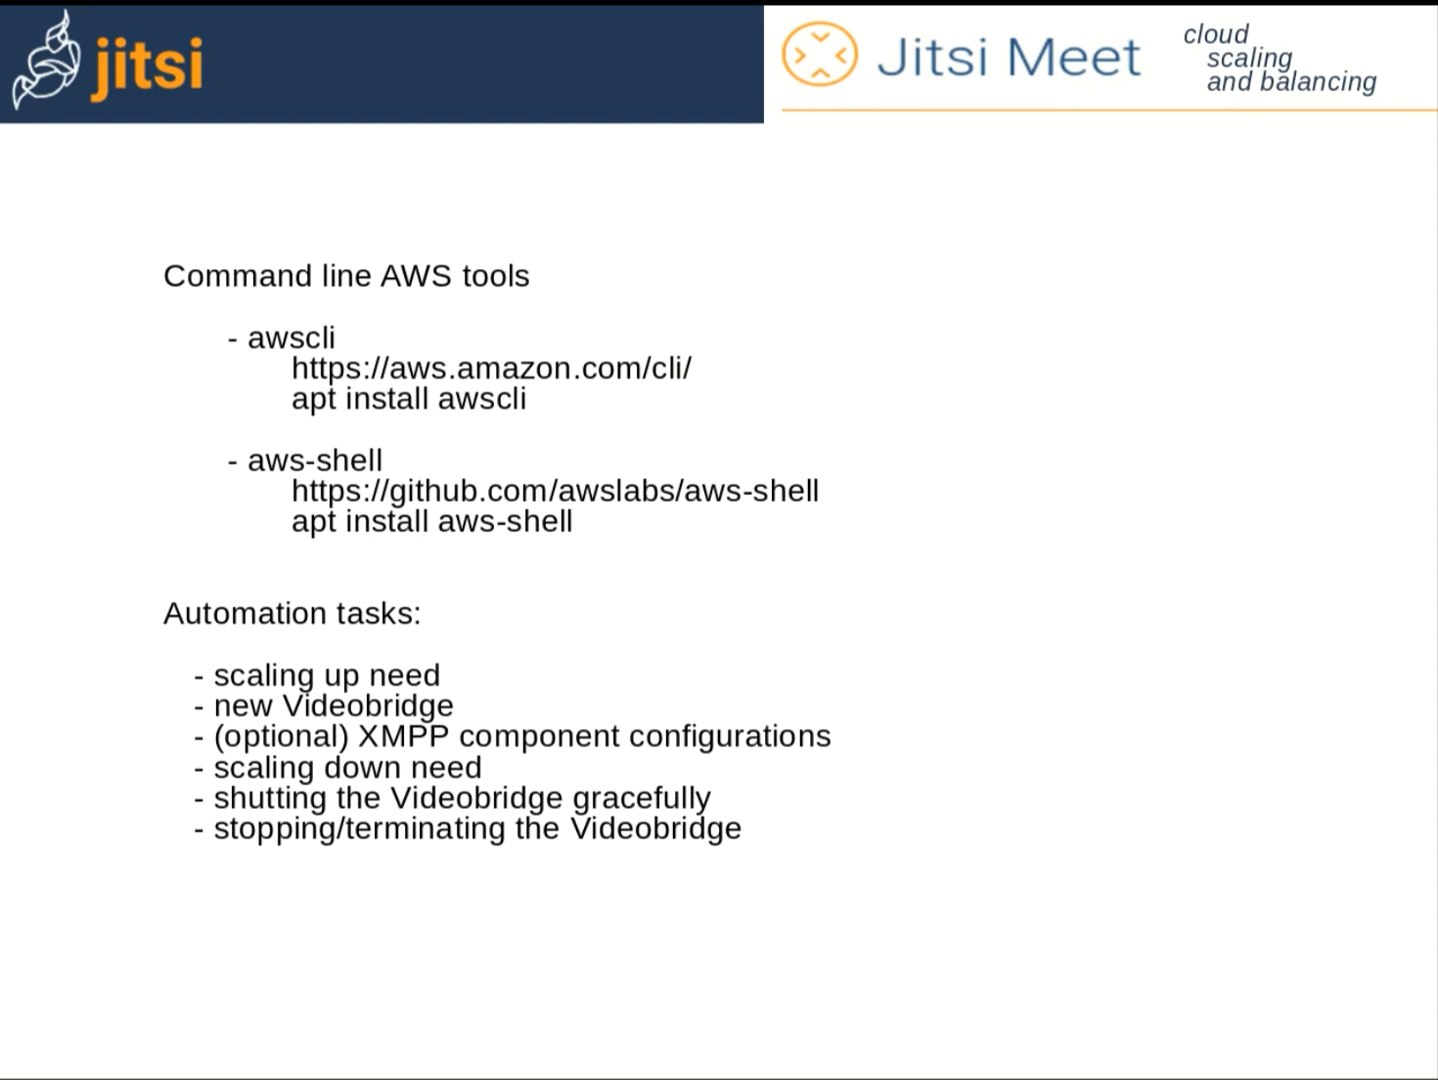 jitsi
Jitsi Meet
cloud
scaling
and balancing
Command line AWS tools
- awscli
https://aws.amazon.com/cli/
apt install awscli
- aws-shell
https://github.com/awslabs/aws-shell
apt install aws-shell
Automation tasks:
- scaling up need
- new Videobridge
- (optional) XMPP component configurations
- scaling down need
- shutting the Videobridge gracefully
- stopping/terminating the Videobridge